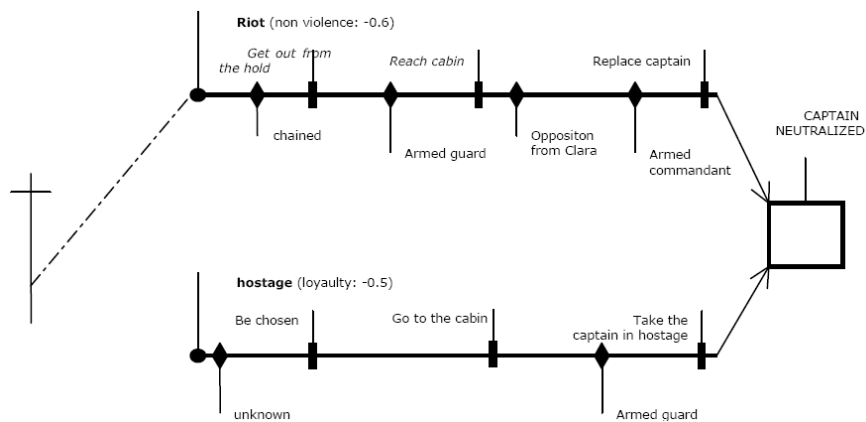 Riot (non violence: -0.6)
Get out from
the hold
Reach cabin
Replace captain
chained
Armed guard
Oppositon
from Clara
Armed
commandant
CAPTAIN
NEUTRALIZED
hostage (loyaulty: -0.5)
Be chosen
Go to the cabin
Take the
captain in hostage
unknown
Armed guard